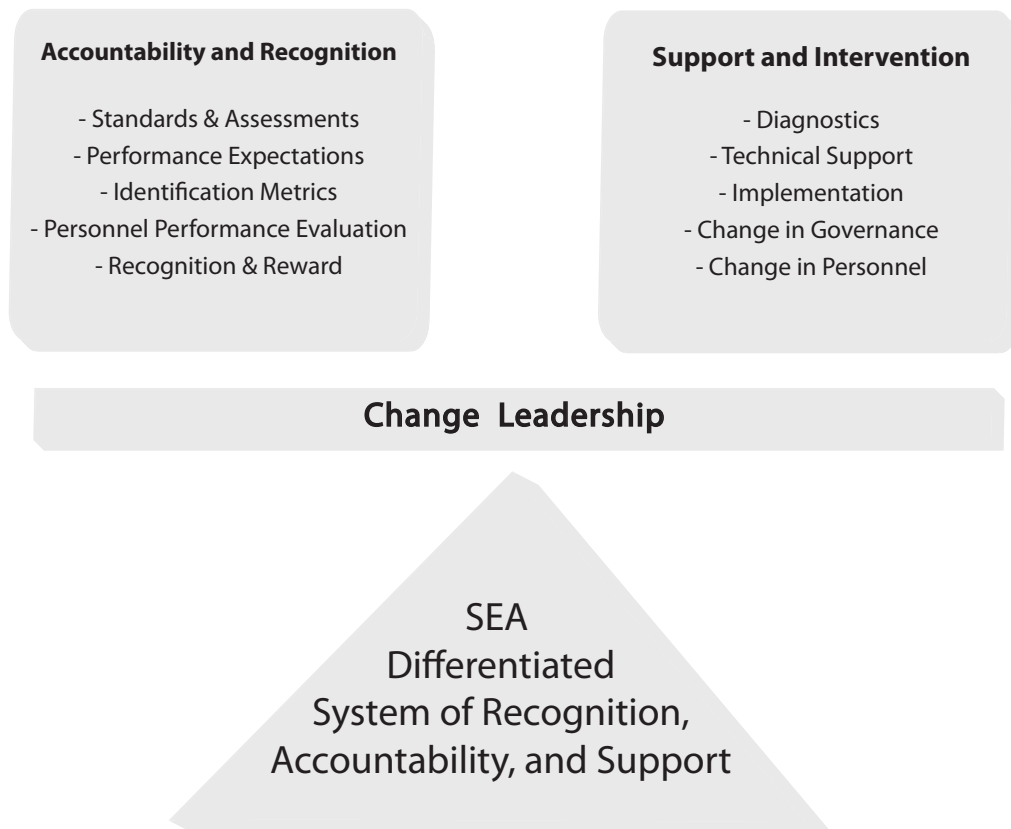 Accountability and Recognition
- Standards & Assessments
- Performance Expectations
- Identification Metrics
- Personnel Performance Evaluation
- Recognition & Reward
Support and Intervention
- Diagnostics
- Technical Support
- Implementation
- Change in Governance
- Change in Personnel
Change Leadership
SEA
Differentiated
System of Recognition,
Accountability, and Support